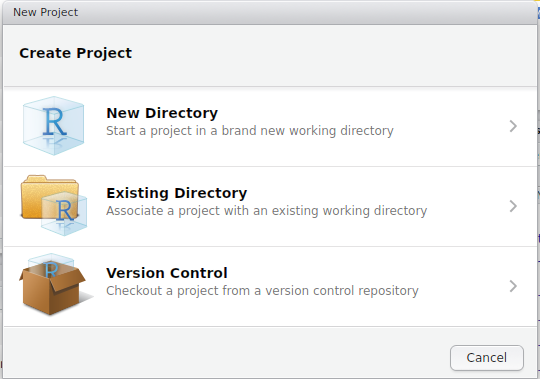 New Project
Create Project
R
New Directory
Start a project in a brand new working directory
R
Existing Directory
Associate a project with an existing working directory
R
Version Control
Checkout a project from a version control repository
Cancel